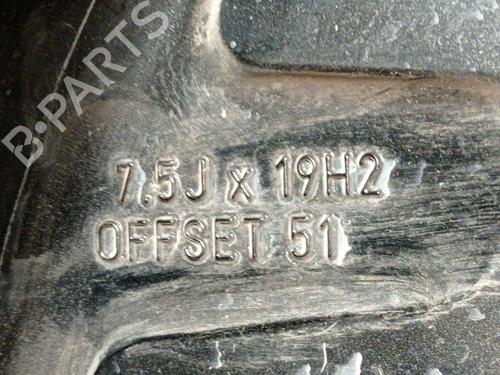 B-PARTS
7.5J x 19H2
OFFSET 51